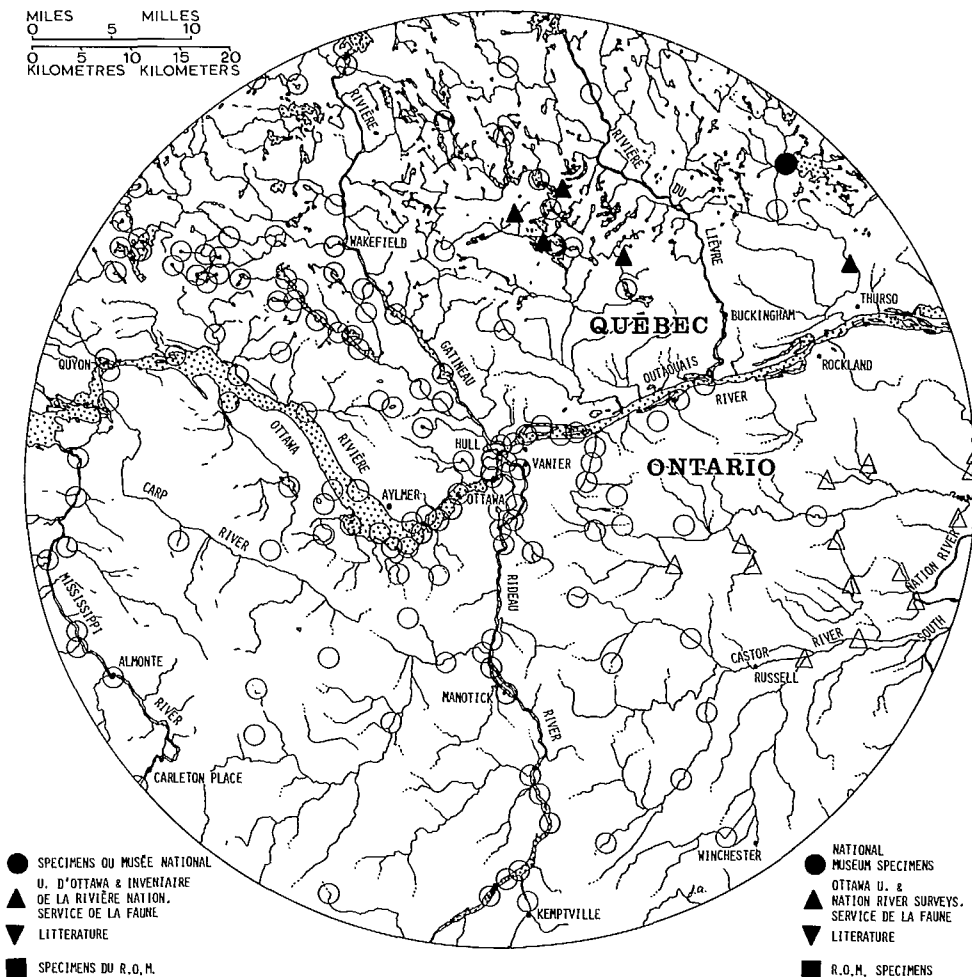 MILES MILLES
0 5 10
0 5 10 15 20
KILOMETRES KILOMETERS
RIVIÈRE
RIVIÈRE
DU
LIÈVRE
WAKEFIELD
GATINEAU
THURSO
BUCKINGHAM
QUÉBEC
ROCKLAND
QUYON
OUTAOUAIS
RIVER
OTTAWA
RIVIÈRE
HULL
VANIER
ONTARIO
AYLMER
OTTAWA
CARP
RIVER
NATION RIVER
SOUTH
MISSISSIPPI
RIVER
RIDEAU
RIVER
CASTOR
RIVER
RUSSELL
ALMONTE
MANOTICK
CARLETON PLACE
WINCHESTER
KEMPTVILLE
j.a.
SPECIMENS OU MUSÉE NATIONAL
U. D'OTTAWA & INVENIAIRE
DE LA RIVIÈRE NATION.
SERVICE DE LA FAUNE
LITTERATURE
SPECIMENS DU R.O.M.
NATIONAL
MUSEUM SPECIMENS
OTTAWA U. &
NATION RIVER SURVEYS.
SERVICE DE LA FAUNE
LITERATURE
R.O.M. SPECIMENS